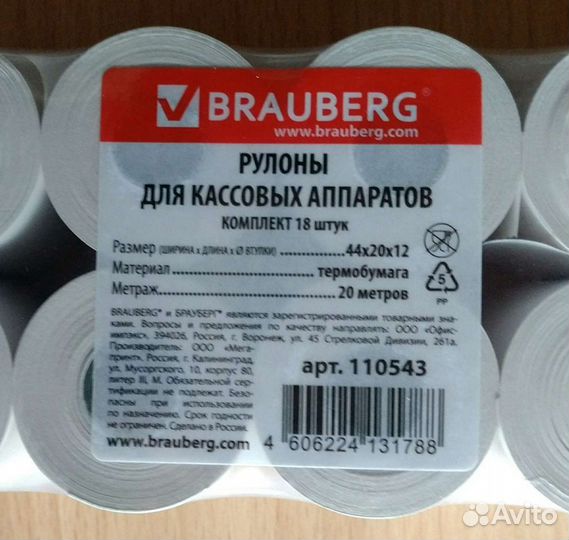 BRAUBERG®
www.brauberg.com
РУЛОНЫ
ДЛЯ КАССОВЫХ АППАРАТОВ
КОМПЛЕКТ 18 штук
Размер (ШИРИНА х ДЛИНА х Ø ВТУЛКИ) ................44х20х12
Материал ....................................термобумага
Метраж ........................................20 метров
BRAUBERG® и БРАУБЕРГ® являются зарегистрированными товарными зна-
ками. Вопросы и предложения по качеству направлять: ООО «Офис-
импэкс», 394026, Россия, г. Воронеж, ул. 45 Стрелковой Дивизии, 261а.
Производитель: ООО «Мега-
принт», Россия, г. Калининград,
ул. Мусоргского, 10, корпус 80,
литер III, М. Обязательной серти-
фикации не подлежат. Безо-
пасны при использовании
по назначению. Срок годности
не ограничен. Сделано в России.
www.brauberg.com
5
PP
арт. 110543
4 606224 131788
Avito